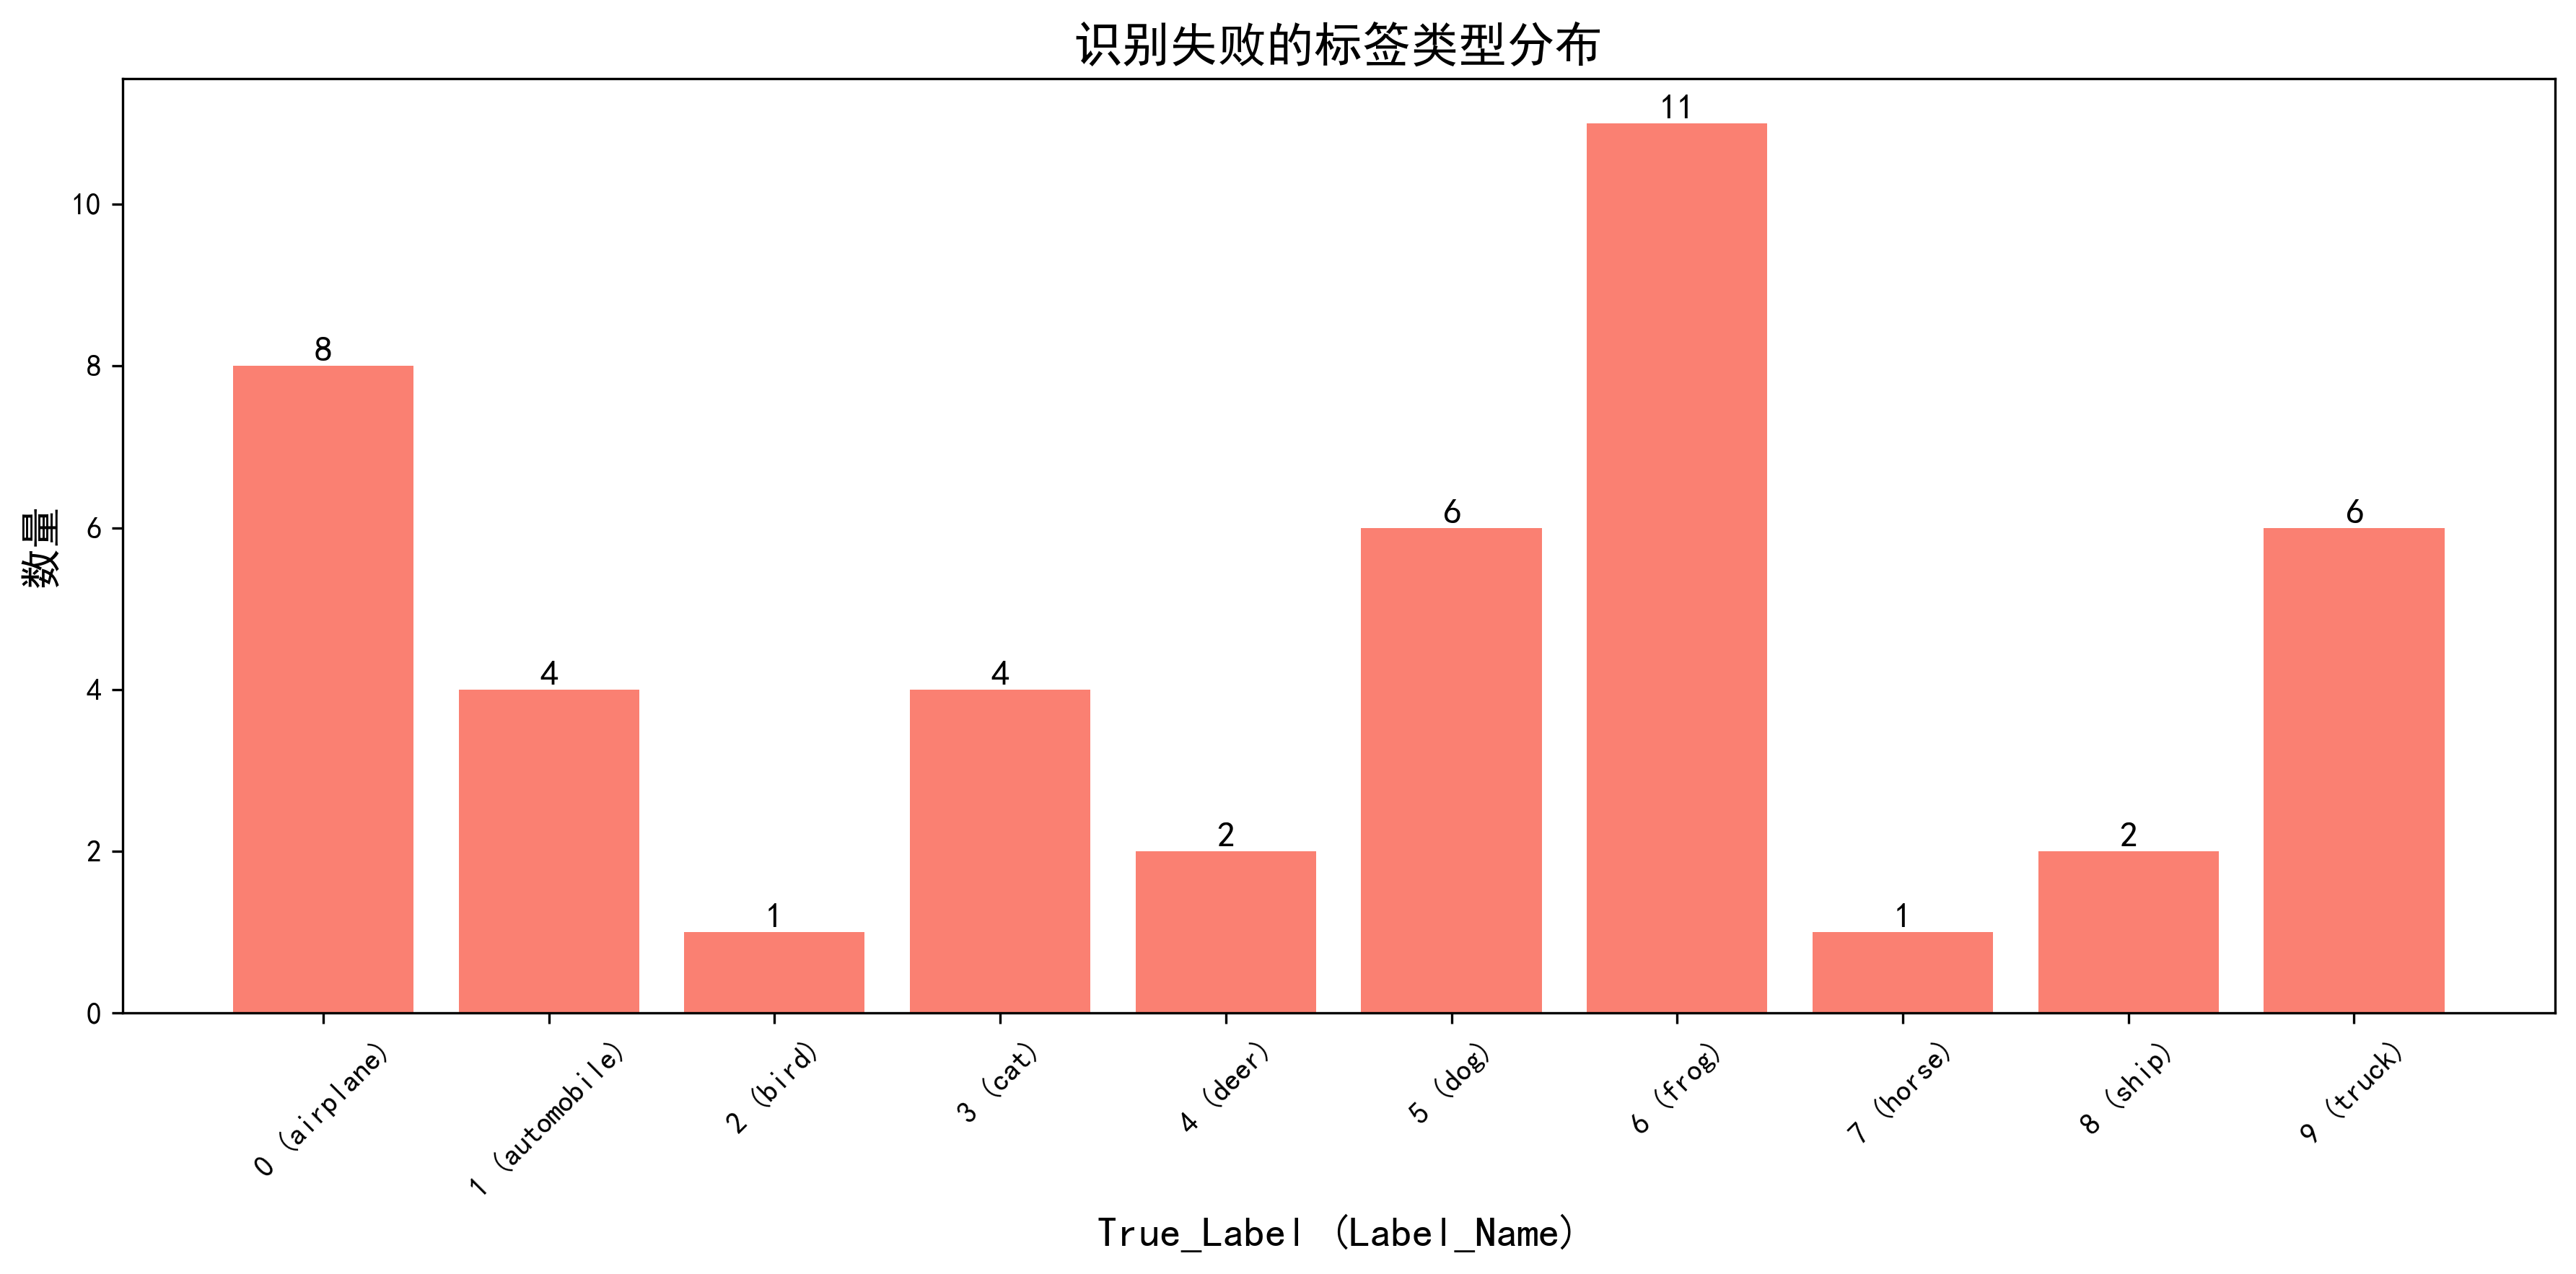 识别失败的标签类型分布
数量
10
8
6
4
2
0
8
4
1
4
2
6
11
1
2
6
0 (airplane)
1 (automobile)
2 (bird)
3 (cat)
4 (deer)
5 (dog)
6 (frog)
7 (horse)
8 (ship)
9 (truck)
True_Label (Label_Name)